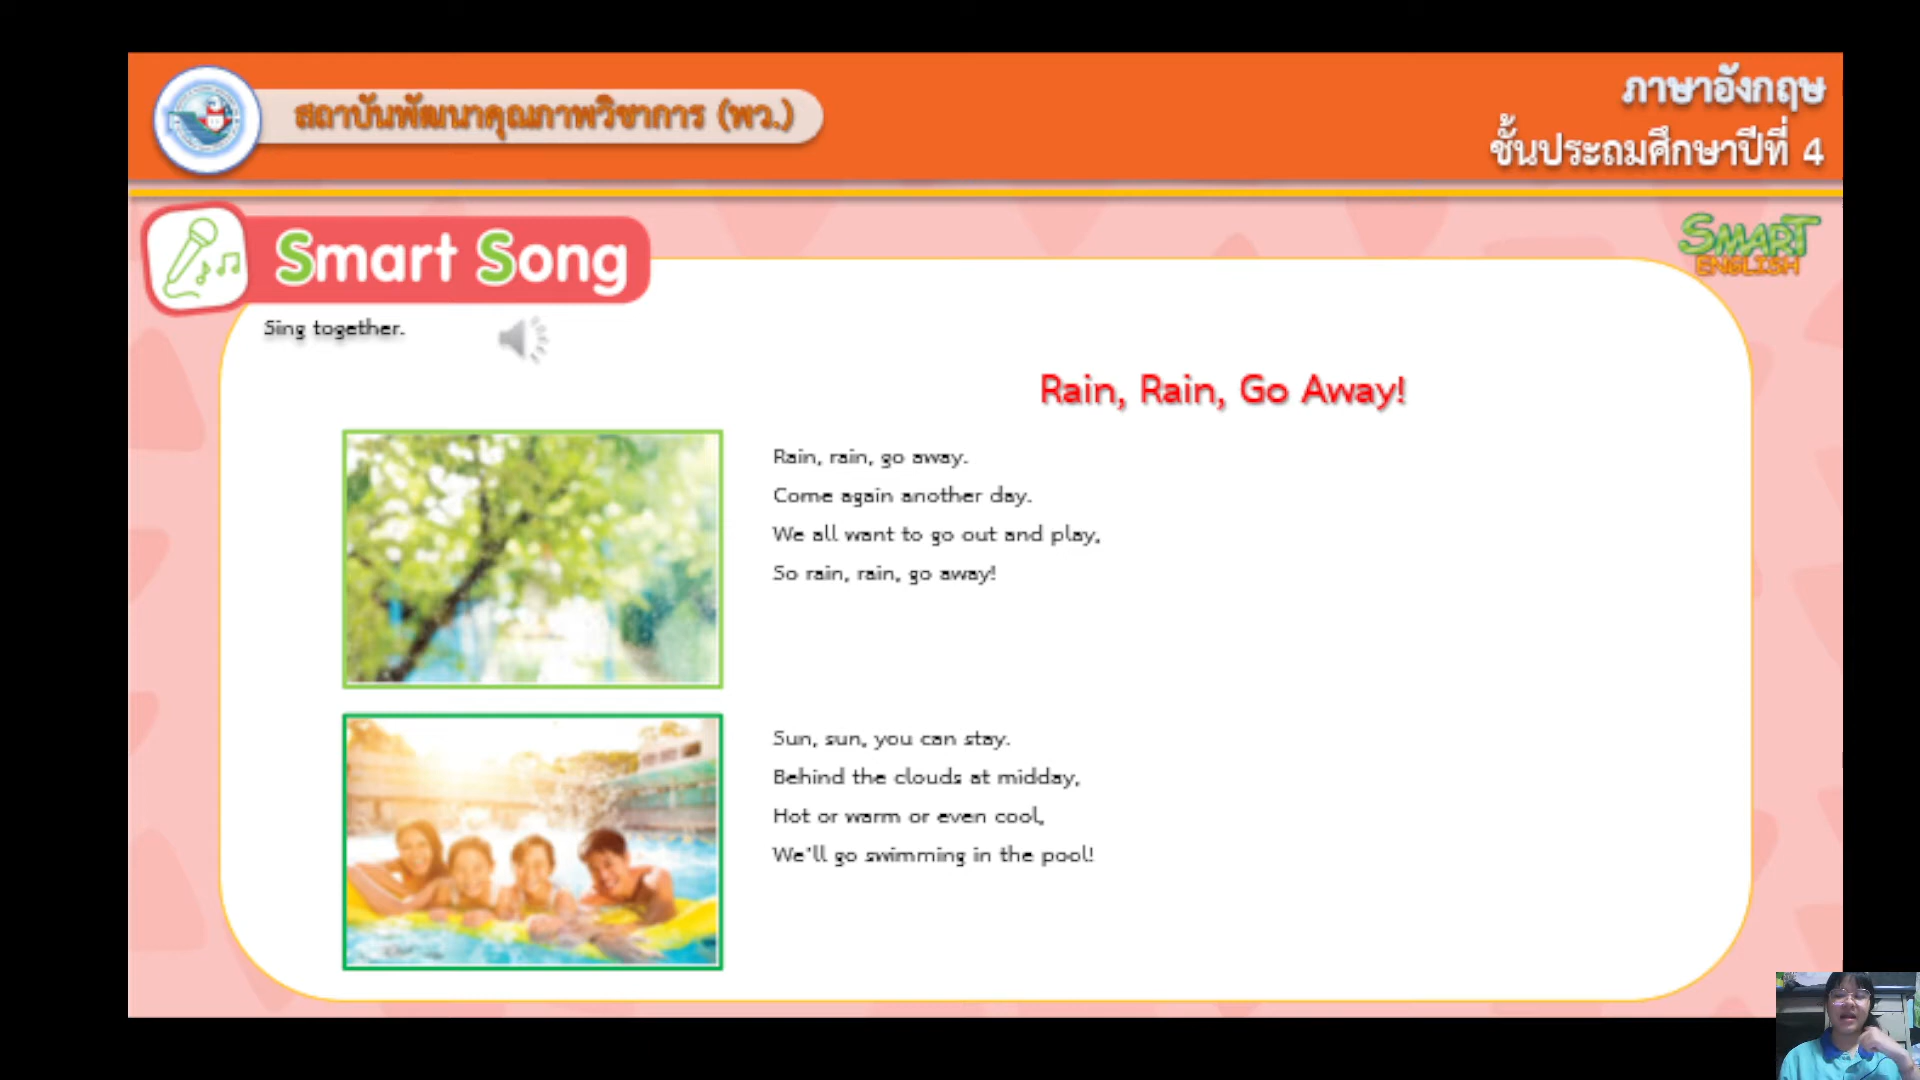 สถาบันพัฒนาคุณภาพวิชาการ (พว.)
ภาษาอังกฤษ
ชั้นประถมศึกษาปีที่ 4
Smart Song
SMART
ENGLISH
Sing together.
Rain, Rain, Go Away!
Rain, rain, go away.
Come again another day.
We all want to go out and play,
So rain, rain, go away!
Sun, sun, you can stay.
Behind the clouds at midday,
Hot or warm or even cool,
We'll go swimming in the pool!